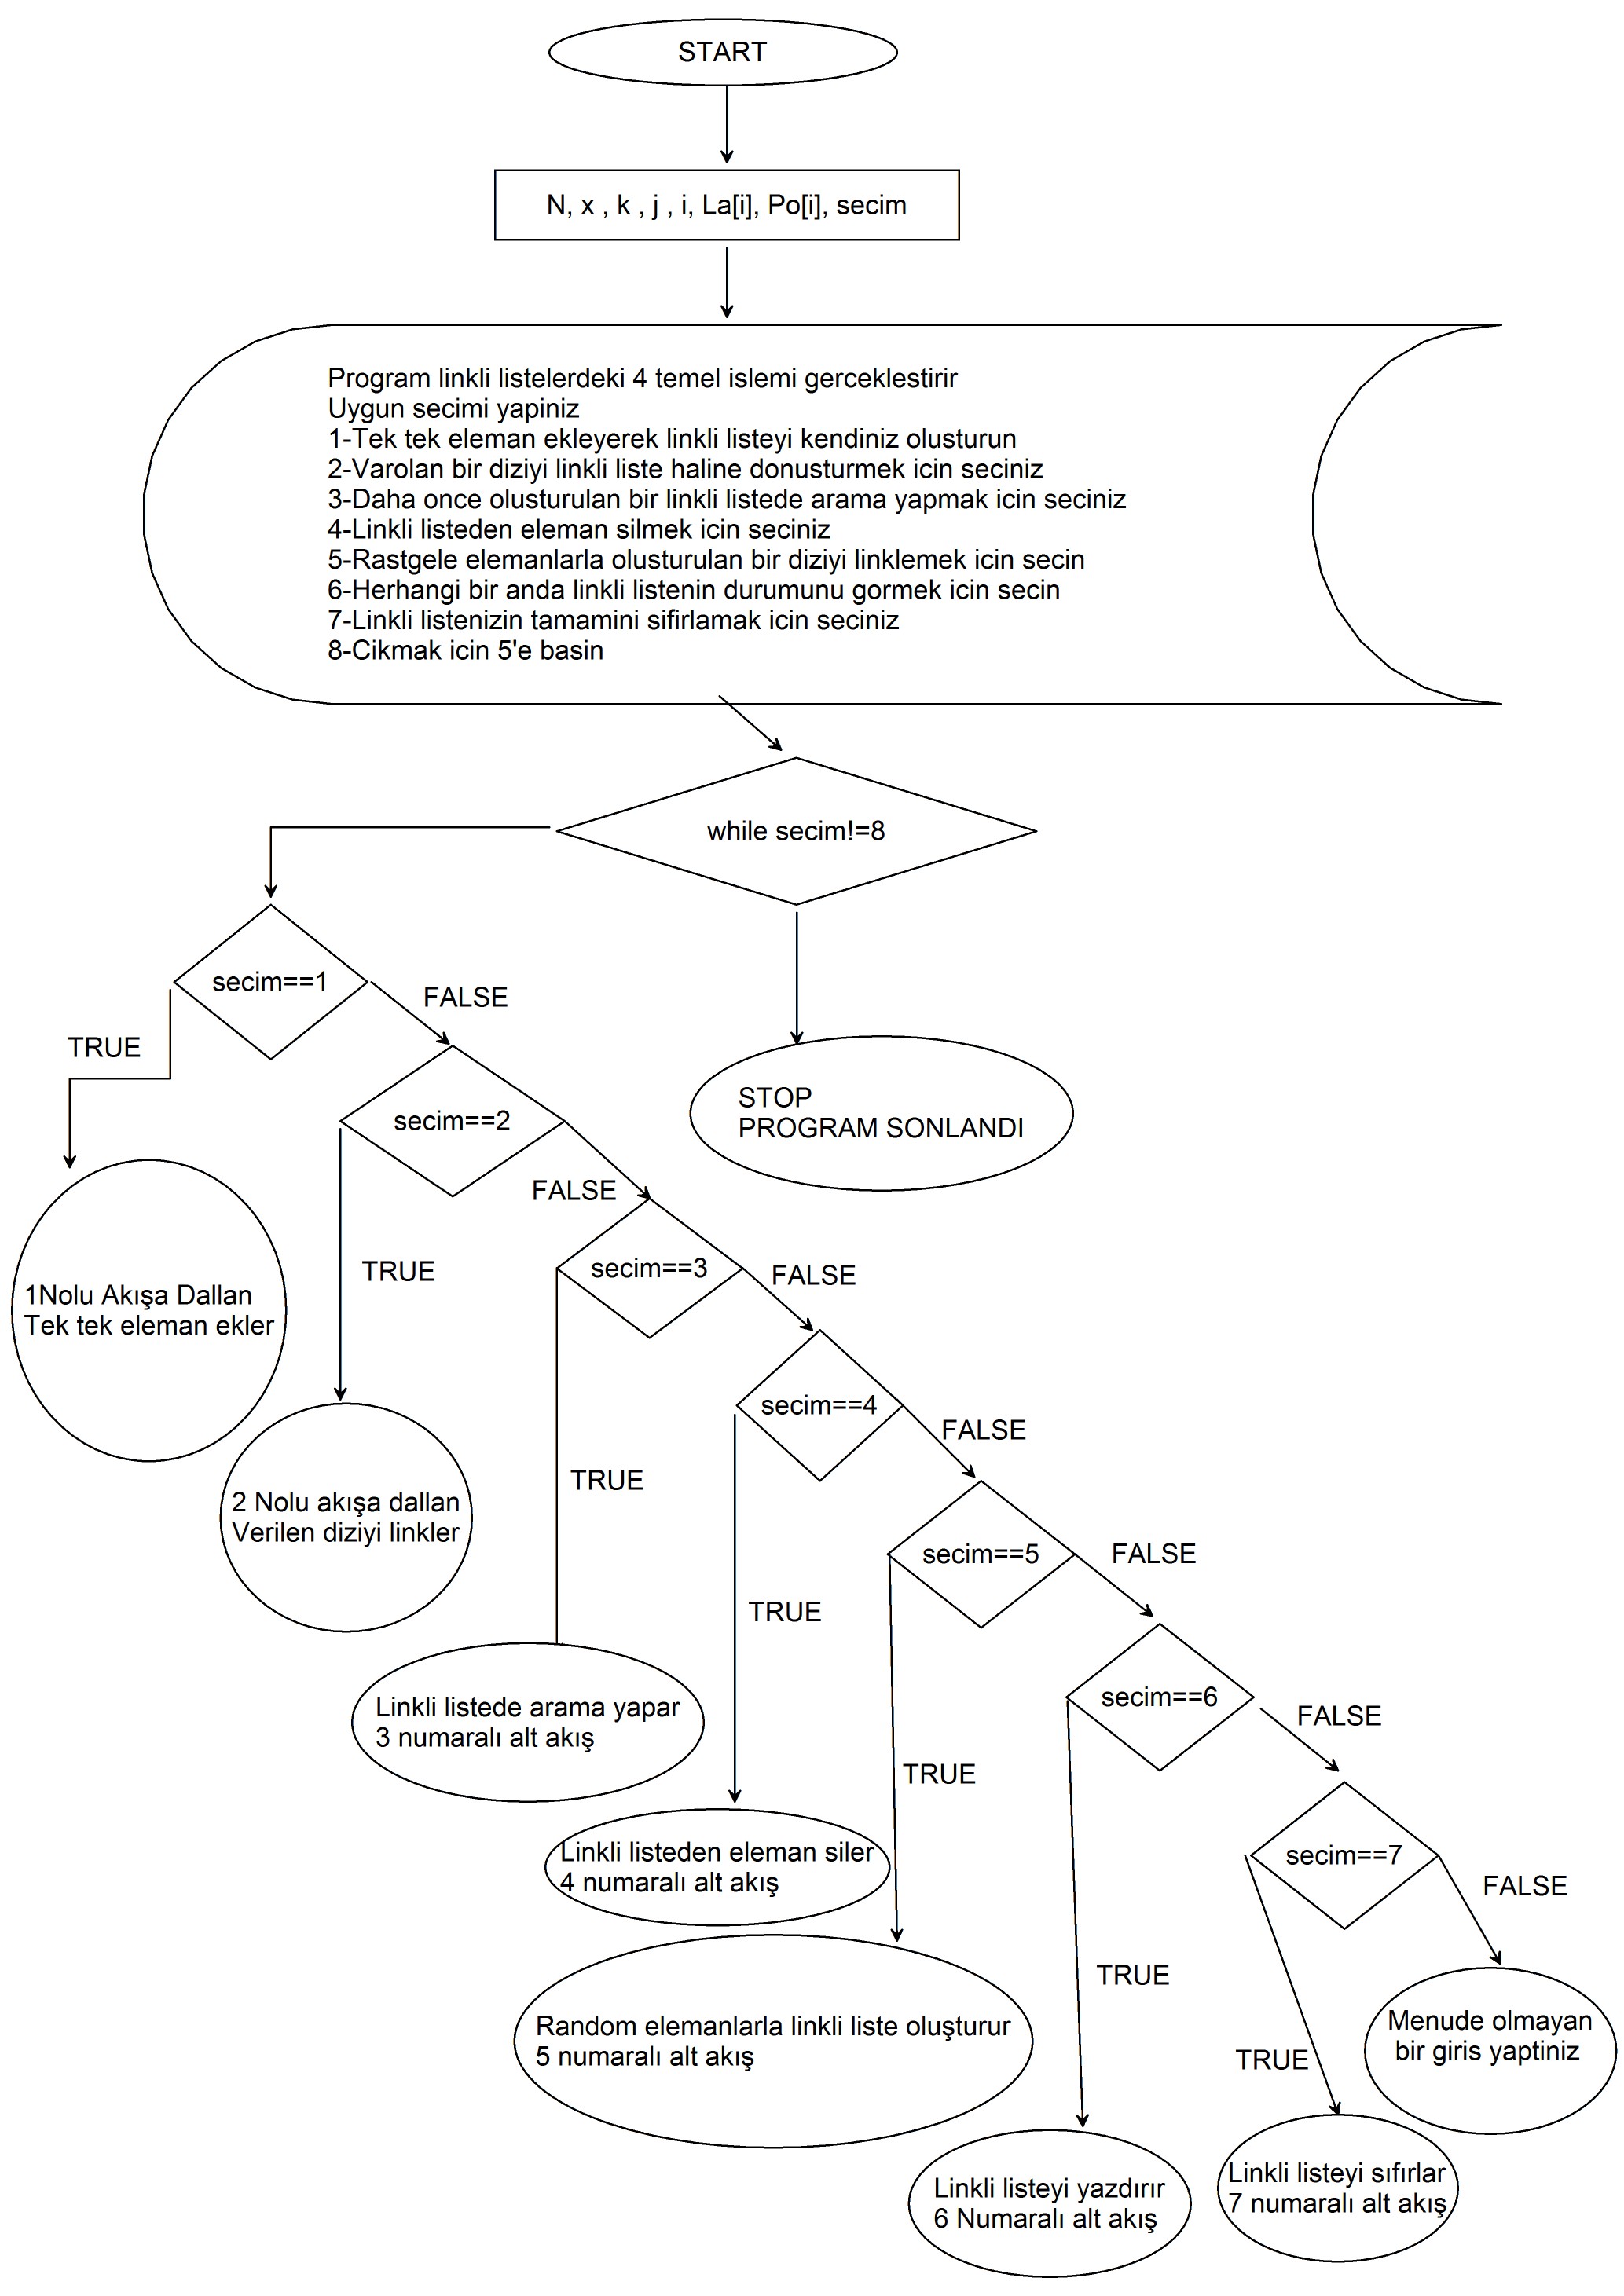 START
N, x , k , j , i, La[i], Po[i], secim
Program linkli listelerdeki 4 temel islemi gerceklestirir
Uygun secimi yapiniz
1-Tek tek eleman ekleyerek linkli listeyi kendiniz olusturun
2-Varolan bir diziyi linkli liste haline donusturmek icin seciniz
3-Daha once olusturulan bir linkli listede arama yapmak icin seciniz
4-Linkli listeden eleman silmek icin seciniz
5-Rastgele elemanlarla olusturulan bir diziyi linklemek icin secin
6-Herhangi bir anda linkli listenin durumunu gormek icin secin
7-Linkli listenizin tamamini sifirlamak icin seciniz
8-Cikmak icin 5'e basin
while secim!=8
secim==1
FALSE
TRUE
STOP
PROGRAM SONLANDI
secim==2
FALSE
TRUE
1Nolu Akışa Dallan
Tek tek eleman ekler
secim==3
FALSE
TRUE
2 Nolu akışa dallan
Verilen diziyi linkler
secim==4
FALSE
TRUE
Linkli listede arama yapar
3 numaralı alt akış
secim==5
FALSE
TRUE
Linkli listeden eleman siler
4 numaralı alt akış
secim==6
FALSE
TRUE
Random elemanlarla linkli liste oluşturur
5 numaralı alt akış
secim==7
FALSE
TRUE
Menude olmayan
bir giris yaptiniz
Linkli listeyi yazdırır
6 Numaralı alt akış
Linkli listeyi sıfırlar
7 numaralı alt akış